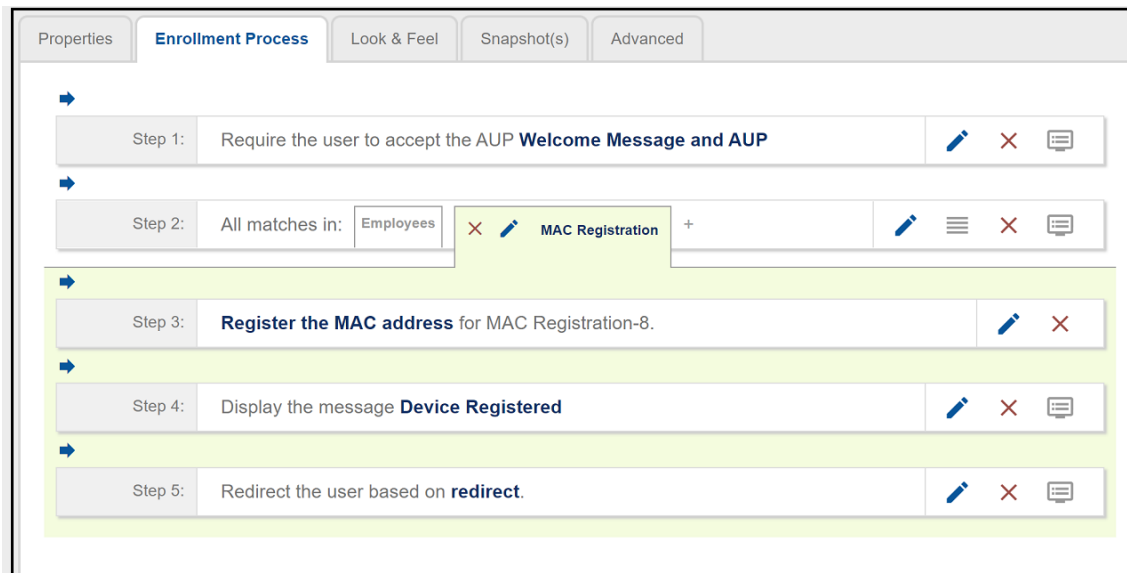 Properties Enrollment Process Look & Feel Snapshot(s) Advanced
Step 1: Require the user to accept the AUP Welcome Message and AUP
Step 2: All matches in: Employees MAC Registration +
Step 3: Register the MAC address for MAC Registration-8.
Step 4: Display the message Device Registered
Step 5: Redirect the user based on redirect.